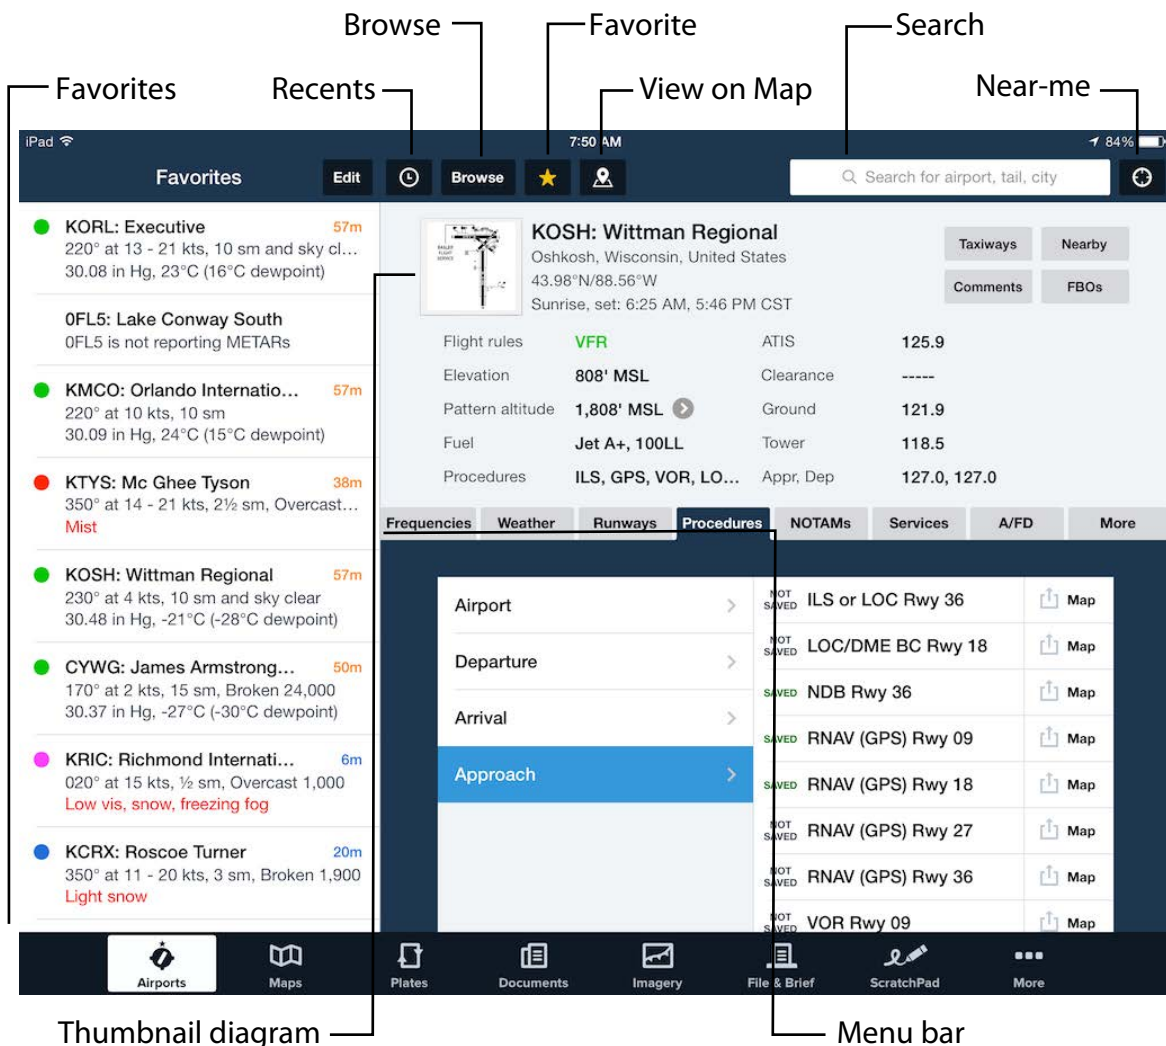 Browse
Favorite
Search
Favorites
Recents
View on Map
Near-me
iPad
7:50 AM
84%
Favorites
Edit
Browse
Search for airport, tail, city
KORL: Executive
57m
220° at 13 - 21 kts, 10 sm and sky cl…
30.08 in Hg, 23°C (16°C dewpoint)
0FL5: Lake Conway South
0FL5 is not reporting METARs
KMCO: Orlando Internatio…
57m
220° at 10 kts, 10 sm
30.09 in Hg, 24°C (15°C dewpoint)
KTYS: Mc Ghee Tyson
38m
350° at 14 - 21 kts, 2½ sm, Overcast…
Mist
KOSH: Wittman Regional
57m
230° at 4 kts, 10 sm and sky clear
30.48 in Hg, -21°C (-28°C dewpoint)
CYWG: James Armstrong…
50m
170° at 2 kts, 15 sm, Broken 24,000
30.37 in Hg, -27°C (-30°C dewpoint)
KRIC: Richmond Internati…
6m
020° at 15 kts, ½ sm, Overcast 1,000
Low vis, snow, freezing fog
KCRX: Roscoe Turner
20m
350° at 11 - 20 kts, 3 sm, Broken 1,900
Light snow
KOSH: Wittman Regional
Oshkosh, Wisconsin, United States
43.98°N/88.56°W
Sunrise, set: 6:25 AM, 5:46 PM CST
Taxiways
Nearby
Comments
FBOs
Flight rules
VFR
ATIS
125.9
Elevation
808' MSL
Clearance
-----
Pattern altitude
1,808' MSL
Ground
121.9
Fuel
Jet A+, 100LL
Tower
118.5
Procedures
ILS, GPS, VOR, LO…
Appr, Dep
127.0, 127.0
Frequencies
Weather
Runways
Procedures
NOTAMs
Services
A/FD
More
Airport
Departure
Arrival
Approach
NOT SAVED ILS or LOC Rwy 36 Map
NOT SAVED LOC/DME BC Rwy 18 Map
SAVED NDB Rwy 36 Map
SAVED RNAV (GPS) Rwy 09 Map
SAVED RNAV (GPS) Rwy 18 Map
NOT SAVED RNAV (GPS) Rwy 27 Map
NOT SAVED RNAV (GPS) Rwy 36 Map
NOT SAVED VOR Rwy 09 Map
Airports
Maps
Plates
Documents
Imagery
File & Brief
ScratchPad
More
Thumbnail diagram
Menu bar